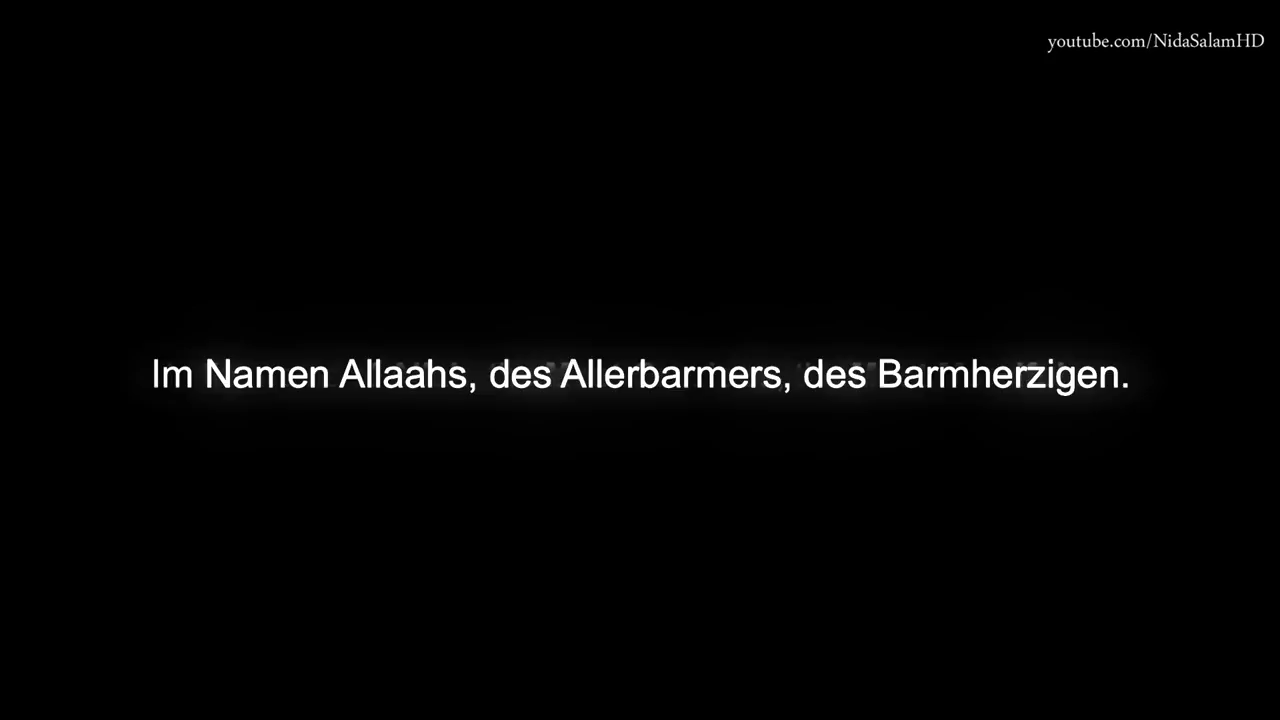 youtube.com/NidaSalamHD
Im Namen Allaahs, des Allerbarmers, des Barmherzigen.